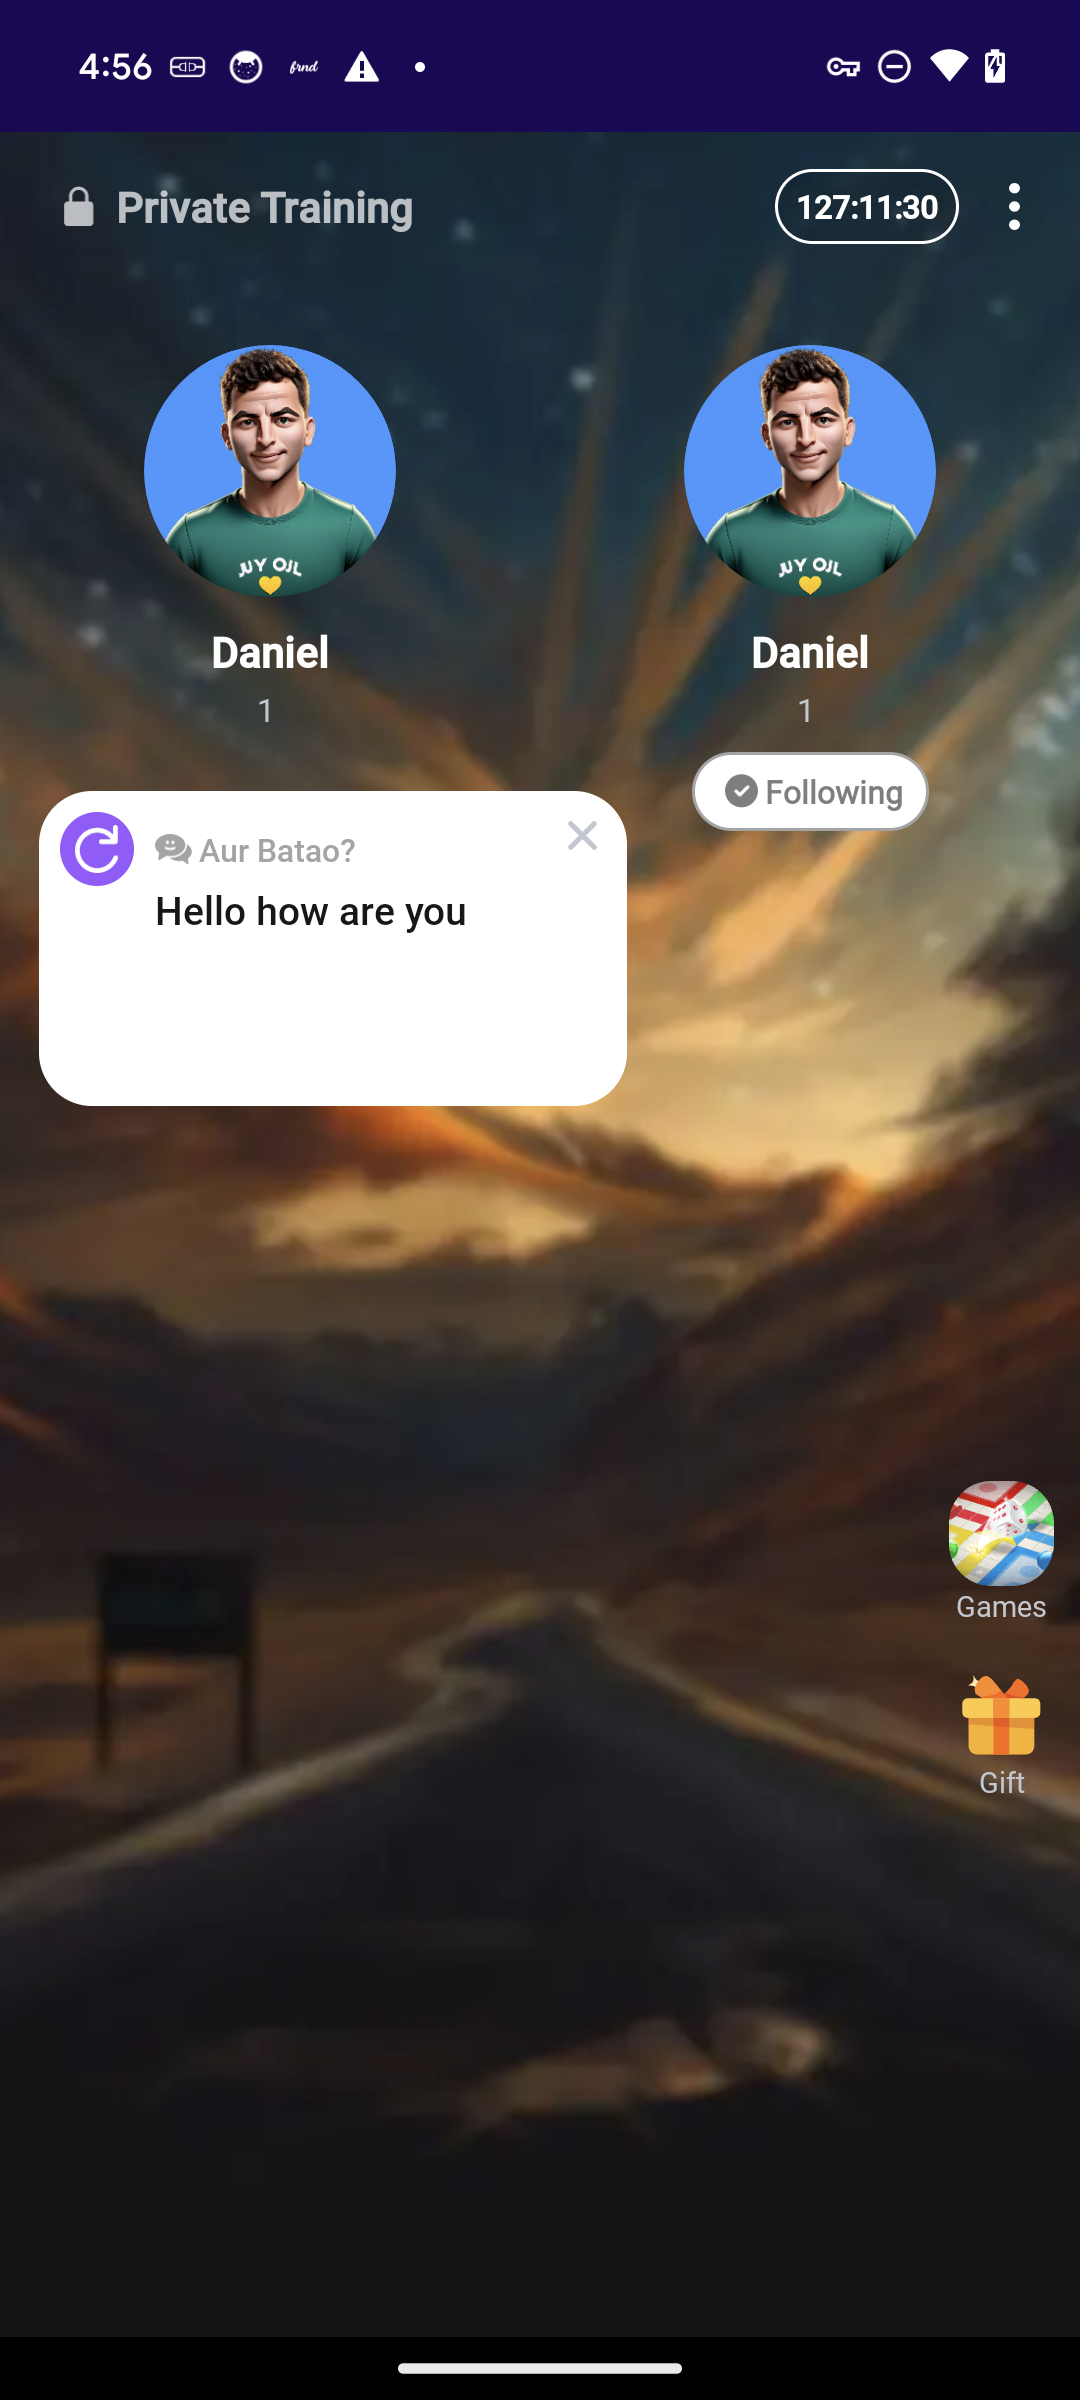 4:56
frnd
Private Training
127:11:30
JUY OJL
JUY OJL
Daniel
Daniel
1
1
Following
Aur Batao?
Hello how are you
Games
Gift